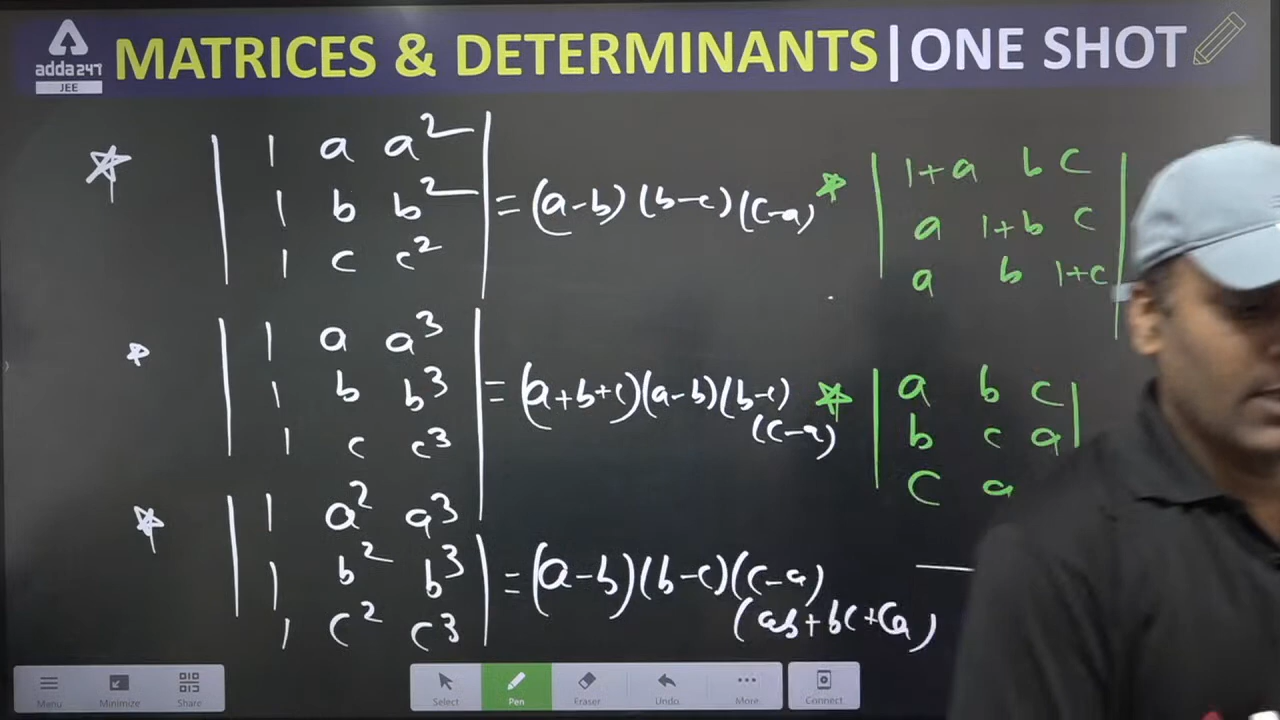 adda247
JEE
MATRICES & DETERMINANTS | ONE SHOT
| 1 a a² |
| 1 b b² | = (a-b) (b-c) (c-a)
| 1 c c² |
| 1 a a³ |
| 1 b b³ | = (a+b+c)(a-b)(b-c)
(c-a)
| 1 c c³ |
| 1 a² a³ |
| 1 b² b³ | = (a-b)(b-c)(c-a)
(ab+bc+ca)
| 1 c² c³ |
| 1+a b c |
| a 1+b c |
| a b 1+c |
| a b c |
| b c a |
| c a
Menu
Minimize
Share
Select
Pen
Eraser
Undo
More
Connect